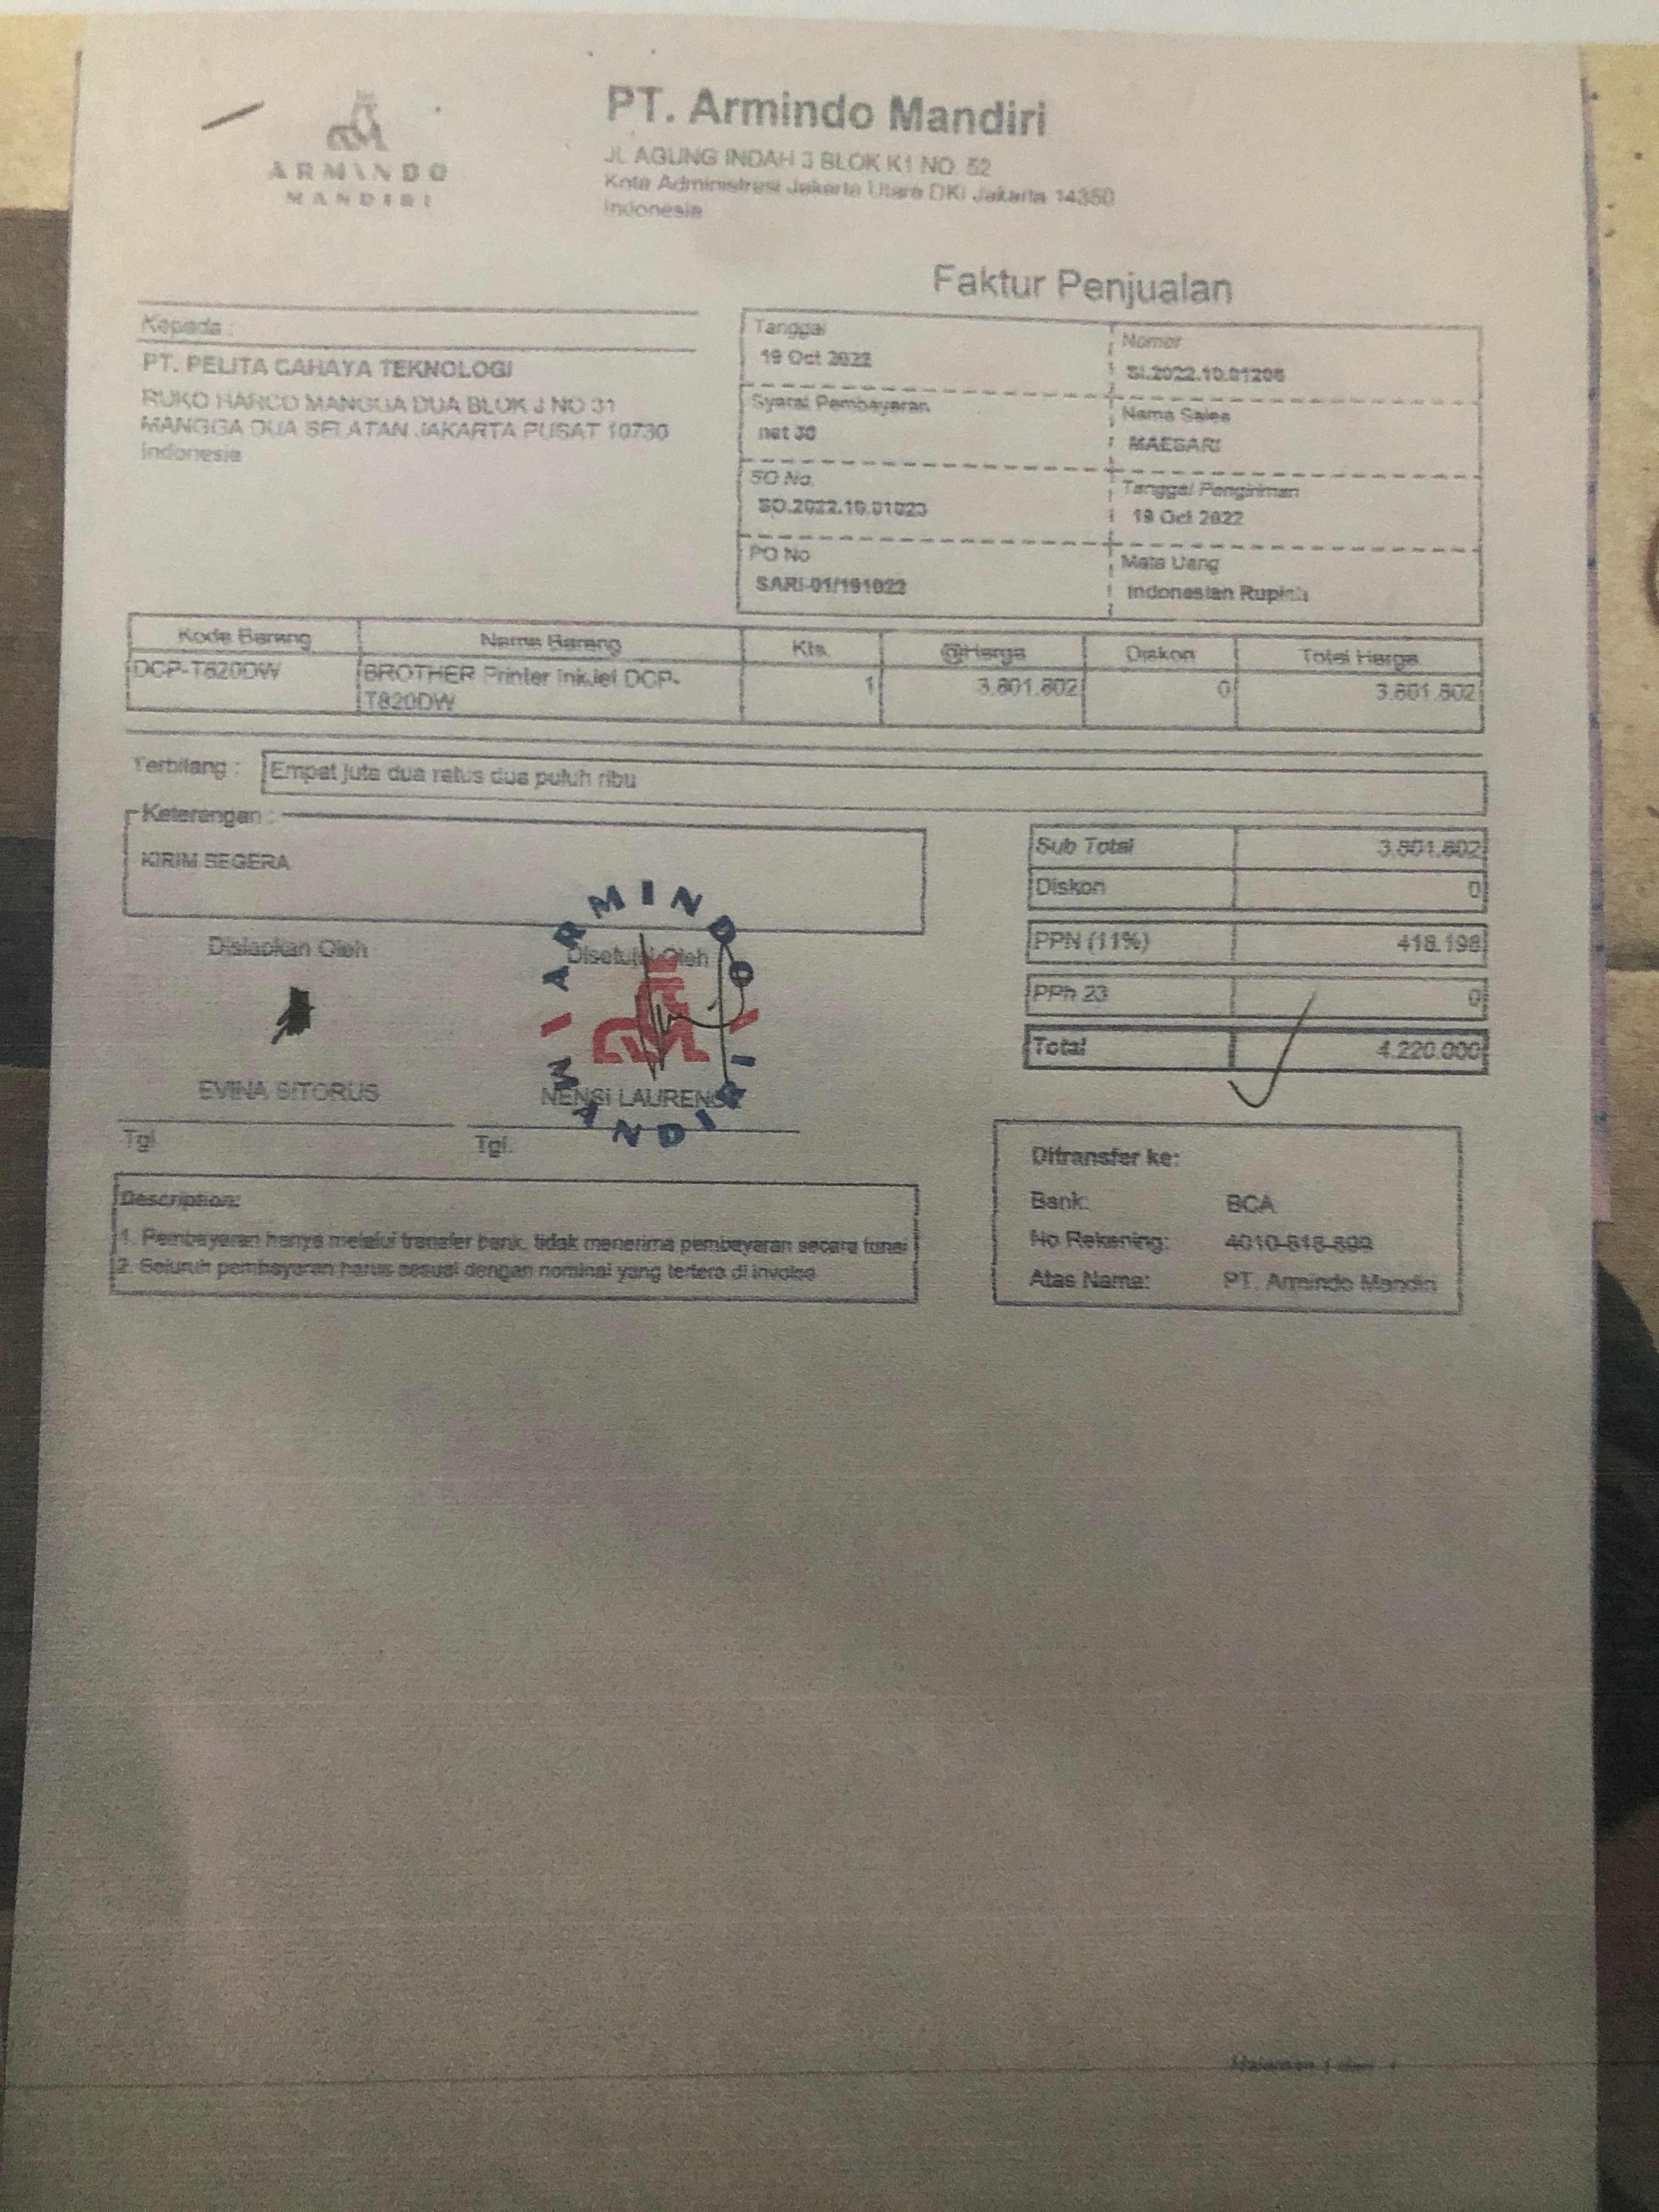 ARMINDO
MANDIRI
PT. Armindo Mandiri
JL AGUNG INDAH 3 BLOK K1 NO. 52
Kota Administrasi Jakarta Utara DKI Jakarta 14350
Indonesia
Faktur Penjualan
Kepada :
PT. PELITA CAHAYA TEKNOLOGI
RUKO HARCO MANGGA DUA BLOK J NO 31
MANGGA DUA SELATAN JAKARTA PUSAT 10730
Indonesia
Tanggal
19 Oct 2022
Nomor
SI.2022.10.01206
Syarat Pembayaran
net 30
Nama Sales
MAESARI
SO No.
SO.2022.10.01023
Tanggal Pengiriman
19 Oct 2022
PO No
SARI-01/191022
Mata Uang
Indonesian Rupiah
Kode Barang Nama Barang Kts. @Harga Diskon Total Harga
DCP-T820DW BROTHER Printer InkJet DCP- 1 3.801.802 0 3.801.802
T820DW
Terbilang : Empat juta dua ratus dua puluh ribu
Keterangan :
KIRIM SEGERA
Sub Total 3.801.802
Diskon 0
PPN (11%) 418.198
PPh 23 0
Total 4.220.000
Disiapkan Oleh Disetujui Oleh
ARMINDO
MANDIRI
EVINA SITORUS NENSI
Tgl. Tgl.
Description:
1. Pembayaran hanya melalui transfer bank, tidak menerima pembayaran secara tunai
2. Seluruh pembayaran harus sesuai dengan nominal yang tertera di invoice
Ditransfer ke:
Bank: BCA
No Rekening:
Atas Nama: PT. Armindo Mandiri
Halaman 1 dari